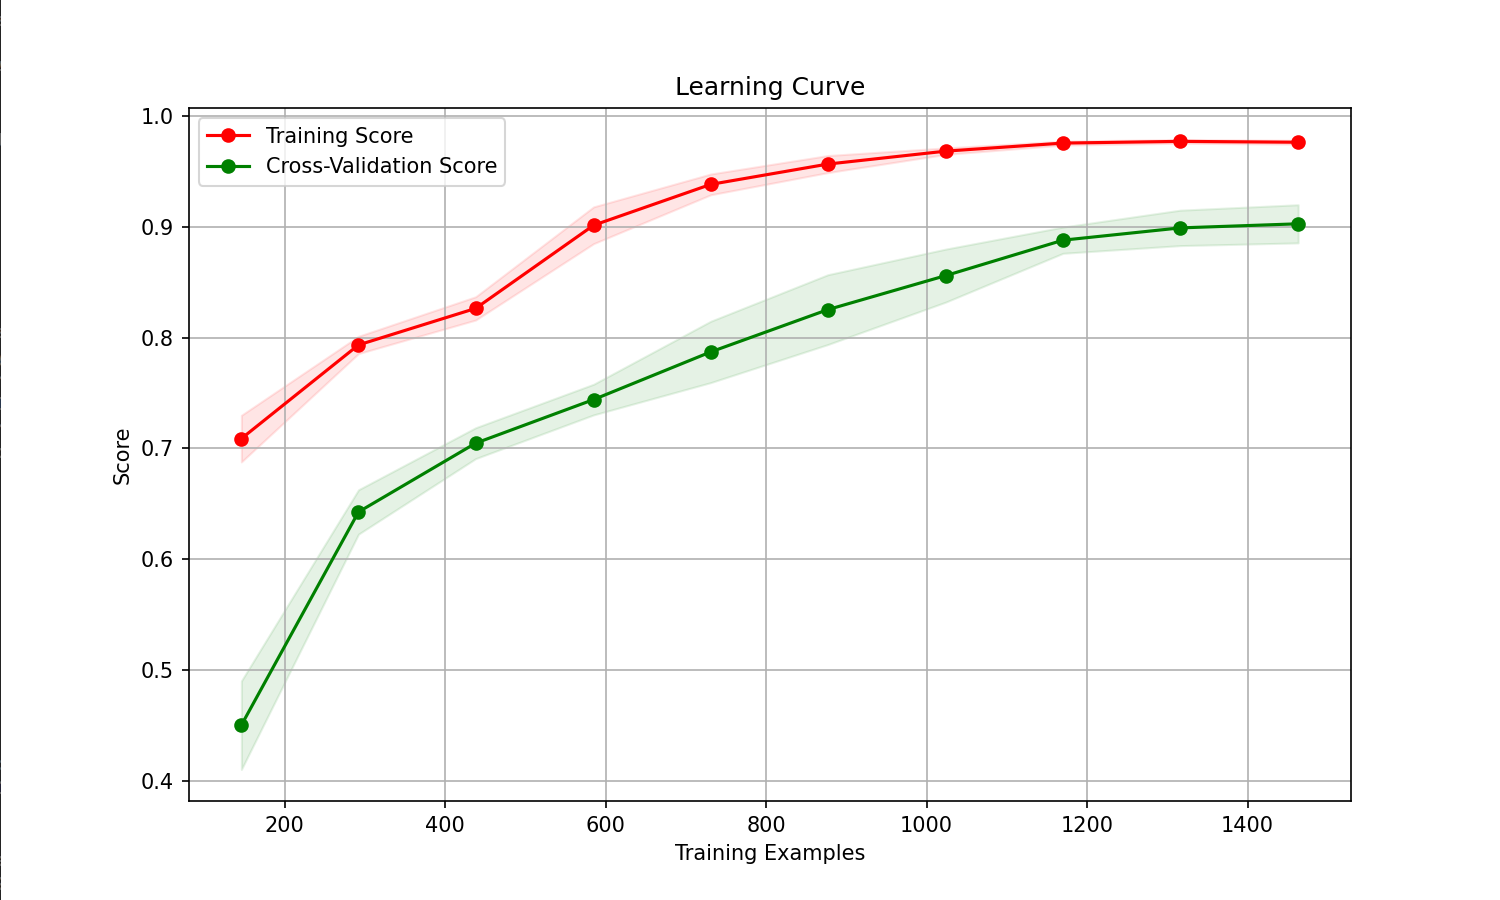 Learning Curve
Training Score
Cross-Validation Score
1.0
0.9
0.8
0.7
0.6
0.5
0.4
Score
200 400 600 800 1000 1200 1400
Training Examples